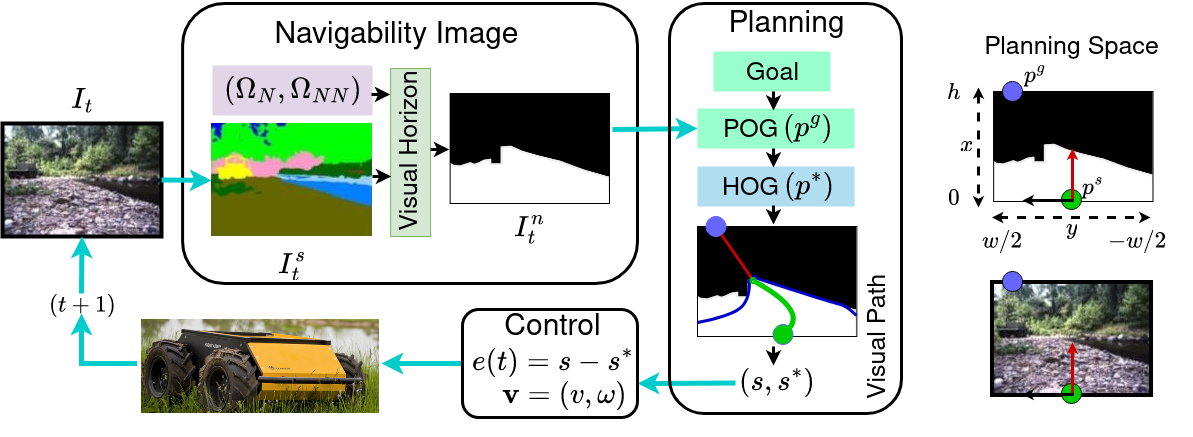 Navigability Image
I_t
(Ω_N, Ω_NN)
Visual Horizon
I_t^s
I_t^n
Planning
Goal
POG (p^g)
HOG (p*)
Visual Path
(s, s*)
Control
e(t) = s − s*
v = (v, ω)
(t + 1)
Planning Space
p^g
h
x
p^s
0
w/2
y
−w/2